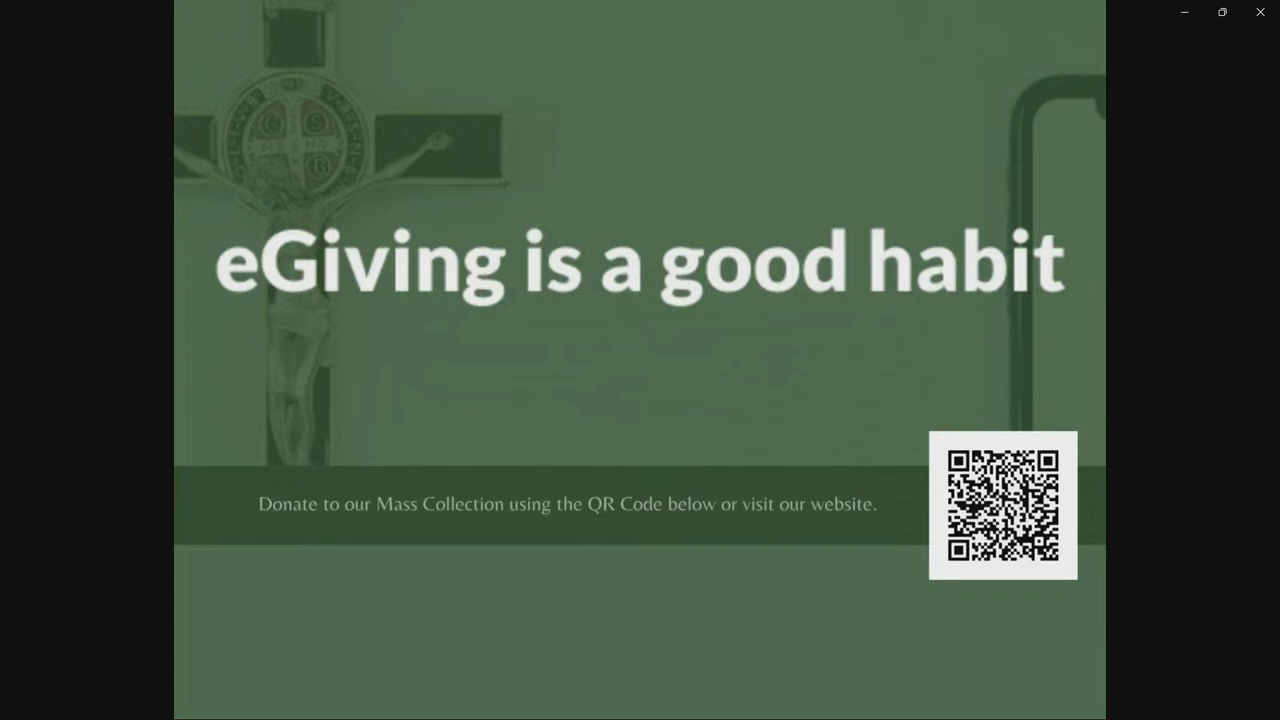 eGiving is a good habit
Donate to our Mass Collection using the QR Code below or visit our website.